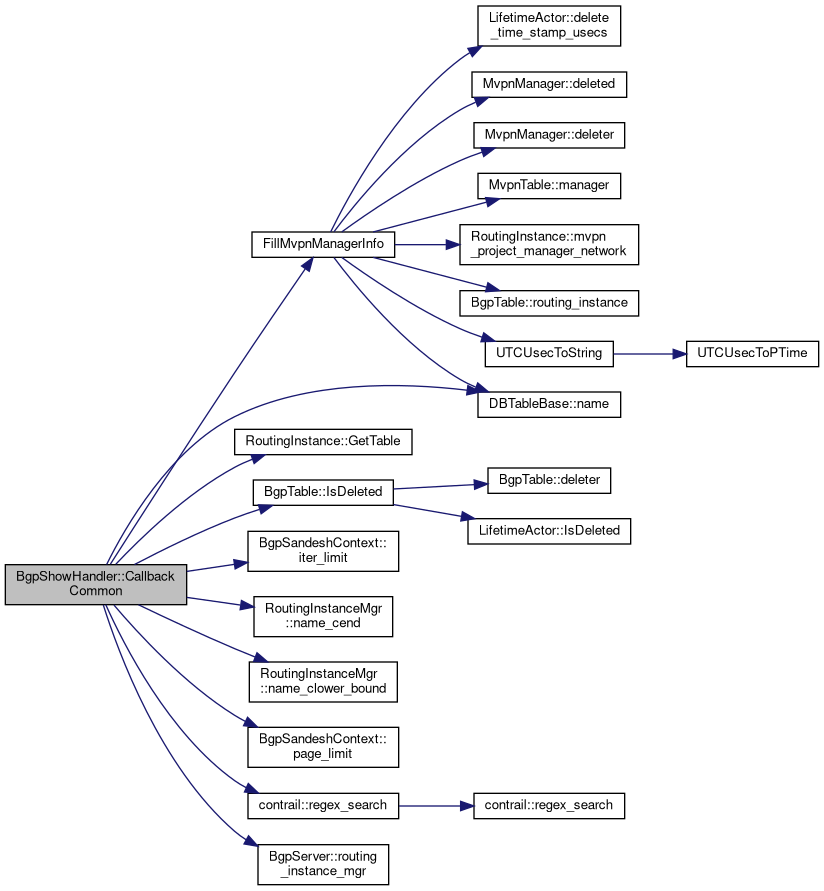 LifetimeActor::delete
_time_stamp_usecs
MvpnManager::deleted
MvpnManager::deleter
MvpnTable::manager
FillMvpnManagerInfo
RoutingInstance::mvpn
_project_manager_network
BgpTable::routing_instance
UTCUsecToString
UTCUsecToPTime
DBTableBase::name
RoutingInstance::GetTable
BgpTable::IsDeleted
BgpTable::deleter
LifetimeActor::IsDeleted
BgpSandeshContext::
iter_limit
BgpShowHandler::Callback
Common
RoutingInstanceMgr
::name_cend
RoutingInstanceMgr
::name_clower_bound
BgpSandeshContext::
page_limit
contrail::regex_search
contrail::regex_search
BgpServer::routing
_instance_mgr